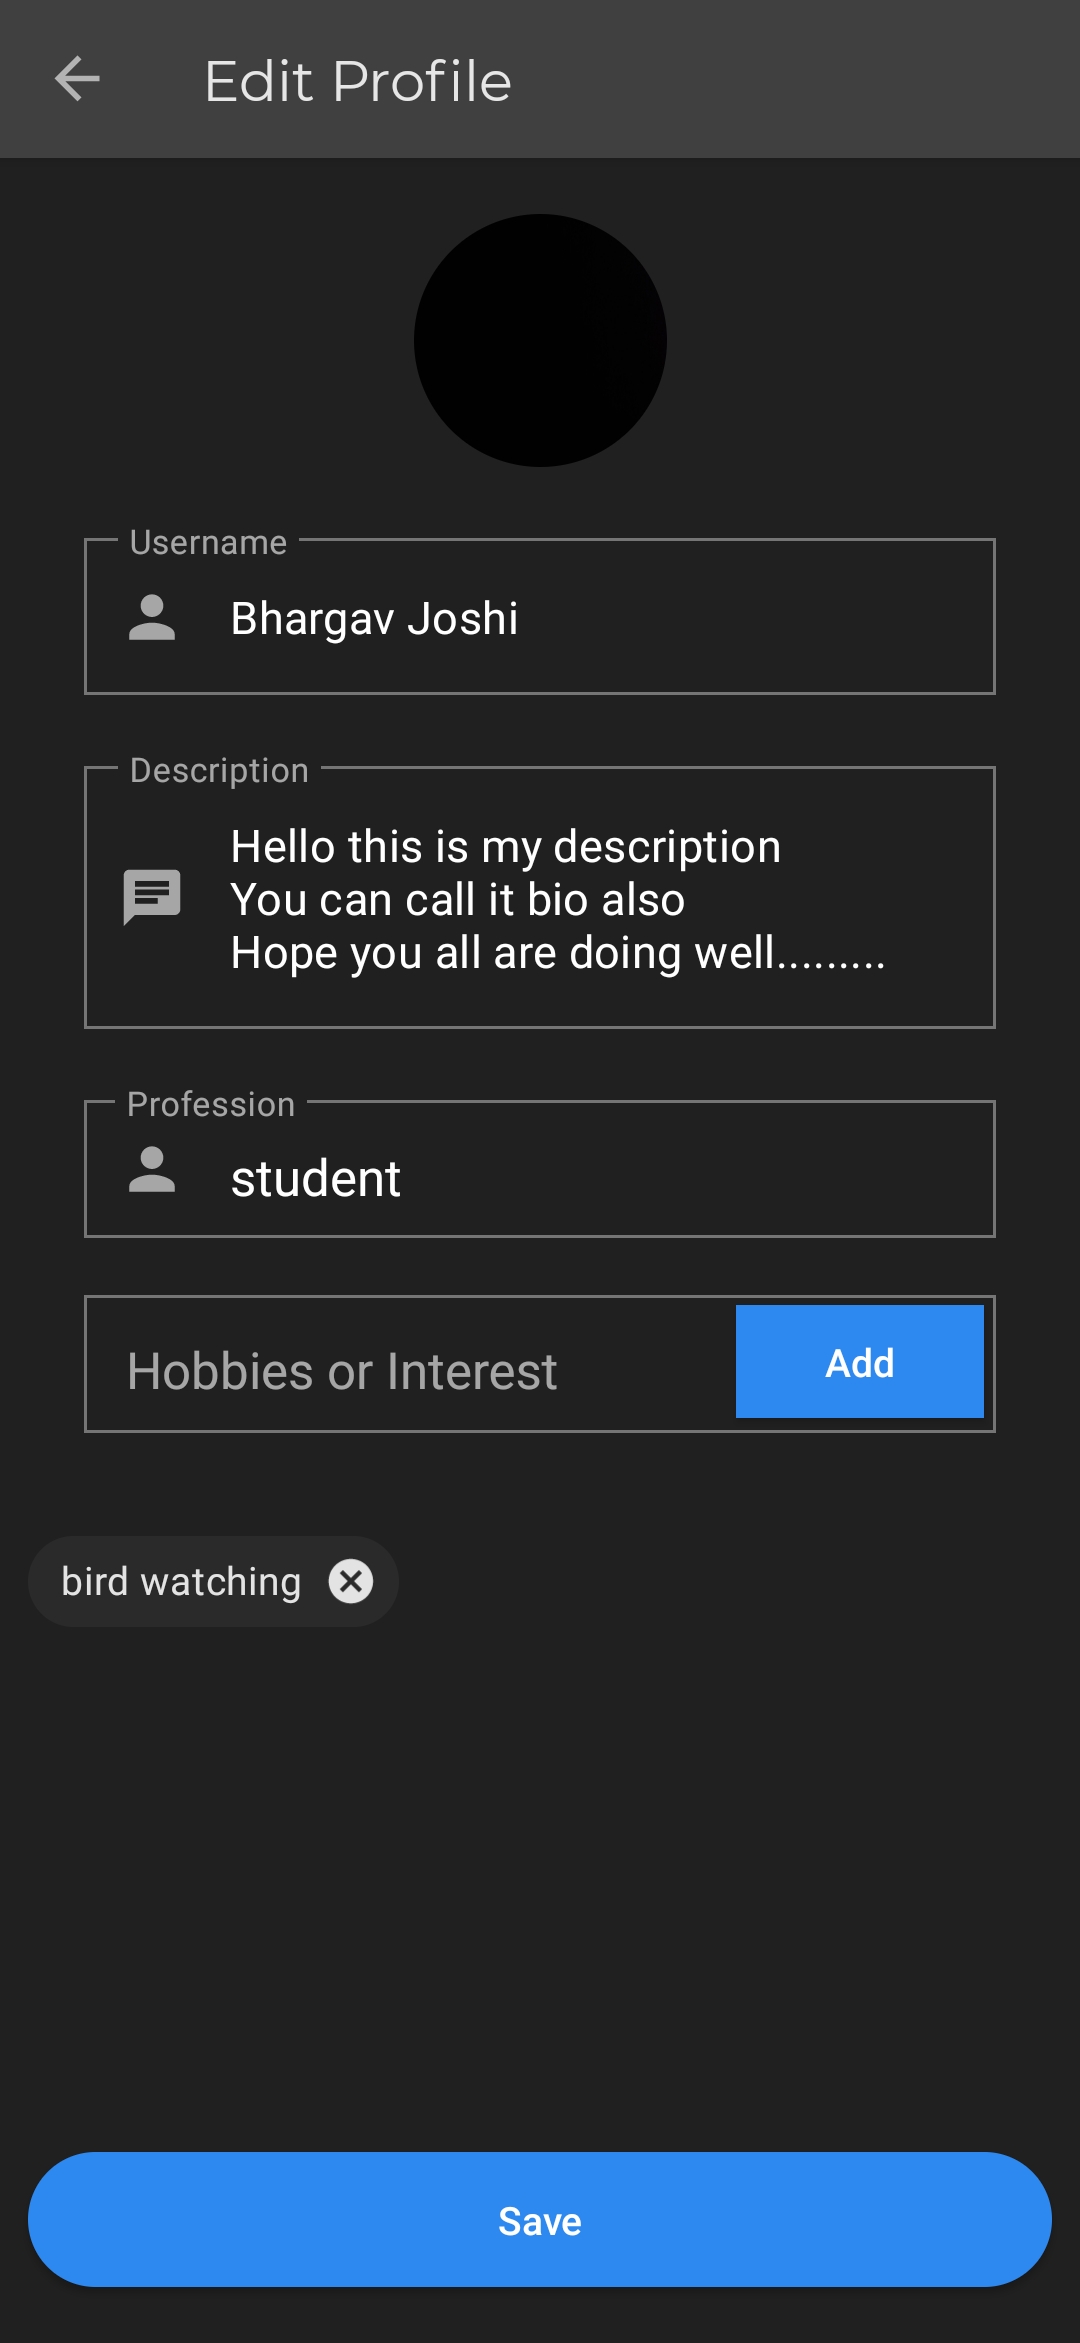 Edit Profile
Username
Bhargav Joshi
Description
Hello this is my description
You can call it bio also
Hope you all are doing well.........
Profession
student
Hobbies or Interest
Add
bird watching
Save